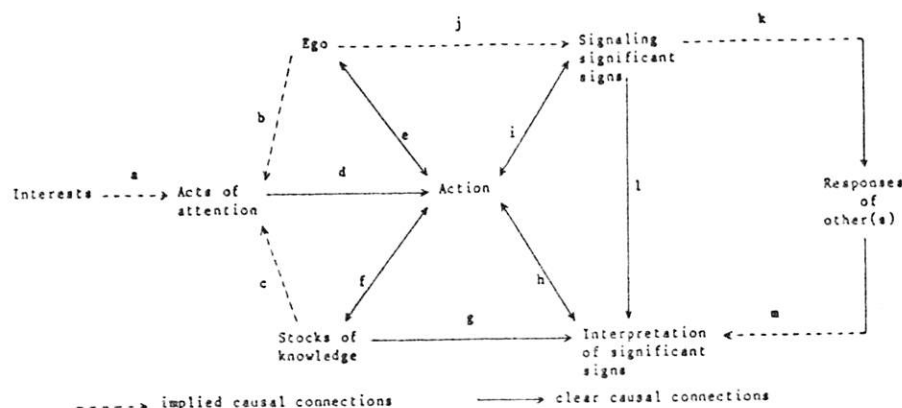 j
k
Ego
Signaling
significant
signs
b
e
i
a
d
l
Interests
Acts of
attention
Action
Responses
of
other(s)
c
f
h
g
m
Stocks of
knowledge
Interpretation
of significant
signs
implied causal connections
clear causal connections